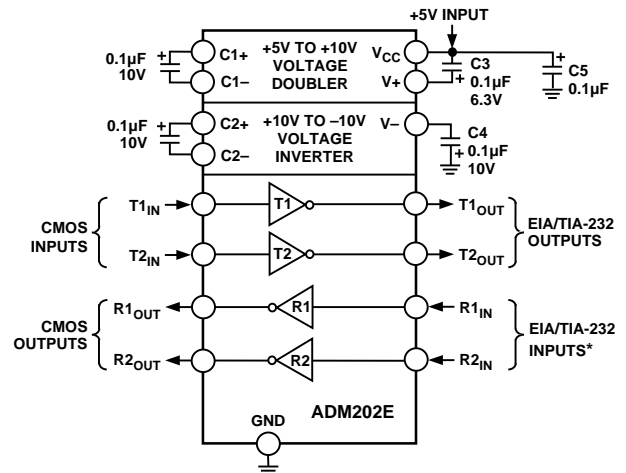 +5V INPUT
0.1µF
10V
+
C1+
C1–
+5V TO +10V
VOLTAGE
DOUBLER
VCC
V+
C3
+ 0.1µF
6.3V
+
C5
0.1µF
0.1µF
10V
+
C2+
C2–
+10V TO –10V
VOLTAGE
INVERTER
V–
C4
+ 0.1µF
10V
CMOS
INPUTS
T1IN
T1
T1OUT
T2IN
T2
T2OUT
EIA/TIA-232
OUTPUTS
CMOS
OUTPUTS
R1OUT
R1
R1IN
R2OUT
R2
R2IN
EIA/TIA-232
INPUTS*
GND
ADM202E